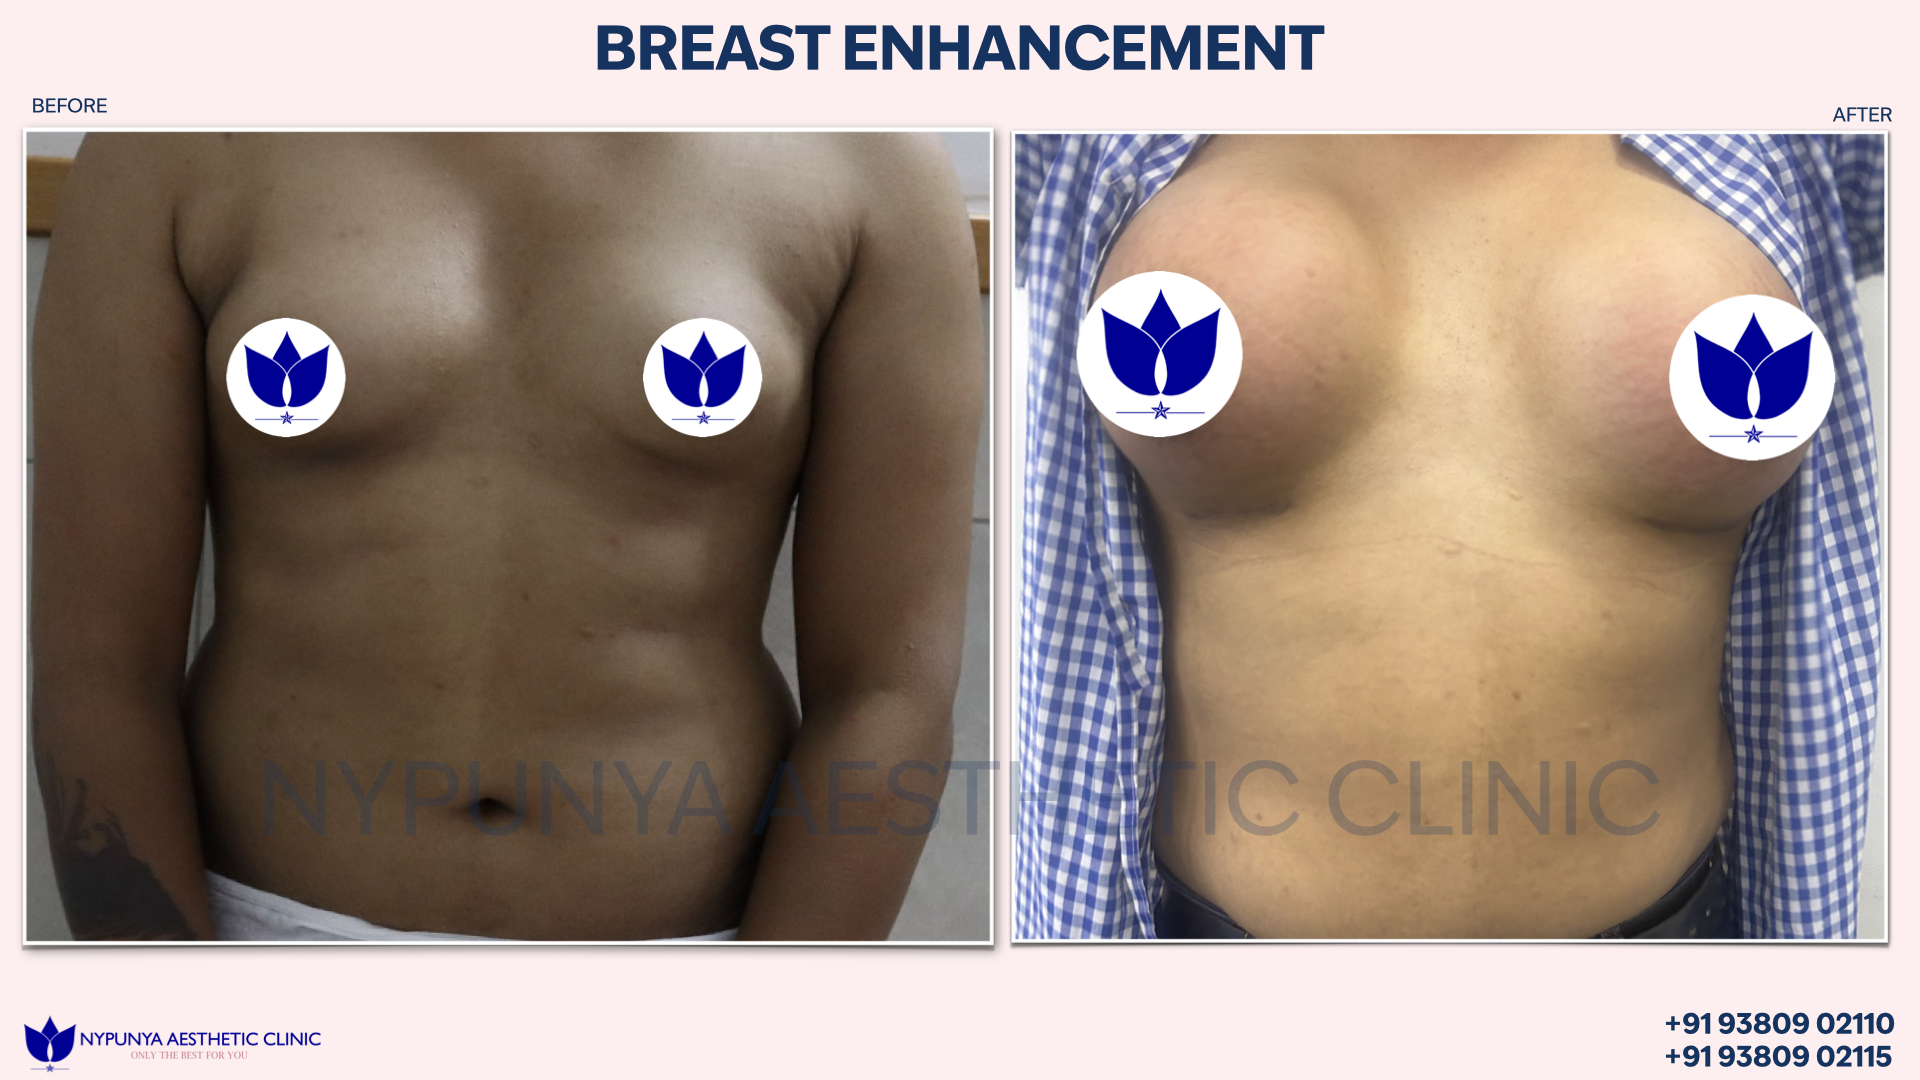 BREAST ENHANCEMENT
BEFORE
AFTER
NYPUNYA AESTHETIC CLINIC
NYPUNYA AESTHETIC CLINIC
ONLY THE BEST FOR YOU
+91 93809 02110
+91 93809 02115